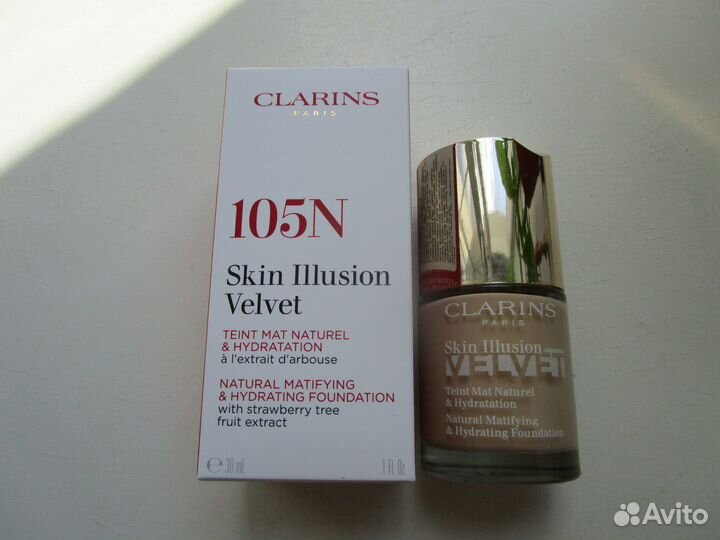 CLARINS
PARIS
105N
Skin Illusion
Velvet
TEINT MAT NATUREL
& HYDRATATION
à l'extrait d'arbouse
NATURAL MATIFYING
& HYDRATING FOUNDATION
with strawberry tree
fruit extract
℮ 30 mL
1 Fl. Oz.
CLARINS
PARIS
Skin Illusion
VELVET
Teint Mat Naturel
& Hydratation
Natural Matifying
& Hydrating Foundation
Avito